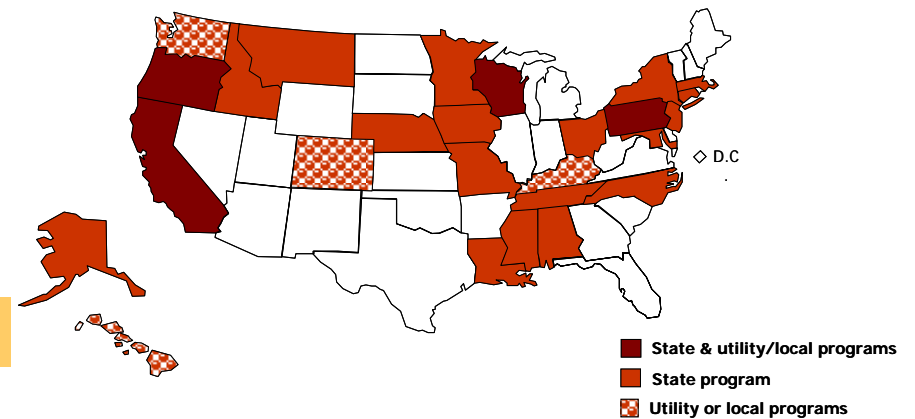 D.C
.
State & utility/local programs
State program
Utility or local programs